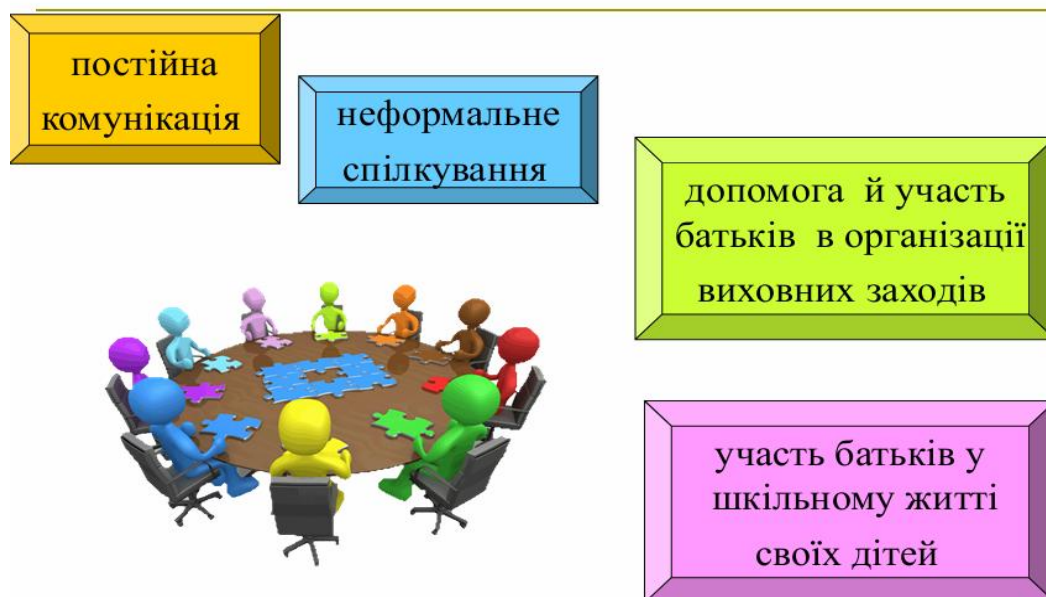 постійна
комунікація
неформальне
спілкування
допомога й участь
батьків в організації
виховних заходів
участь батьків у
шкільному житті
своїх дітей